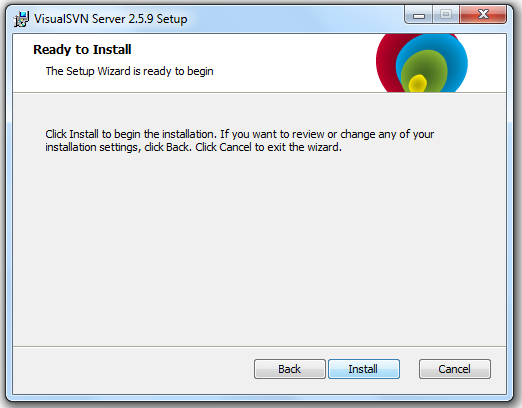 VisualSVN Server 2.5.9 Setup
Ready to Install
The Setup Wizard is ready to begin
Click Install to begin the installation. If you want to review or change any of your
installation settings, click Back. Click Cancel to exit the wizard.
Back Install Cancel